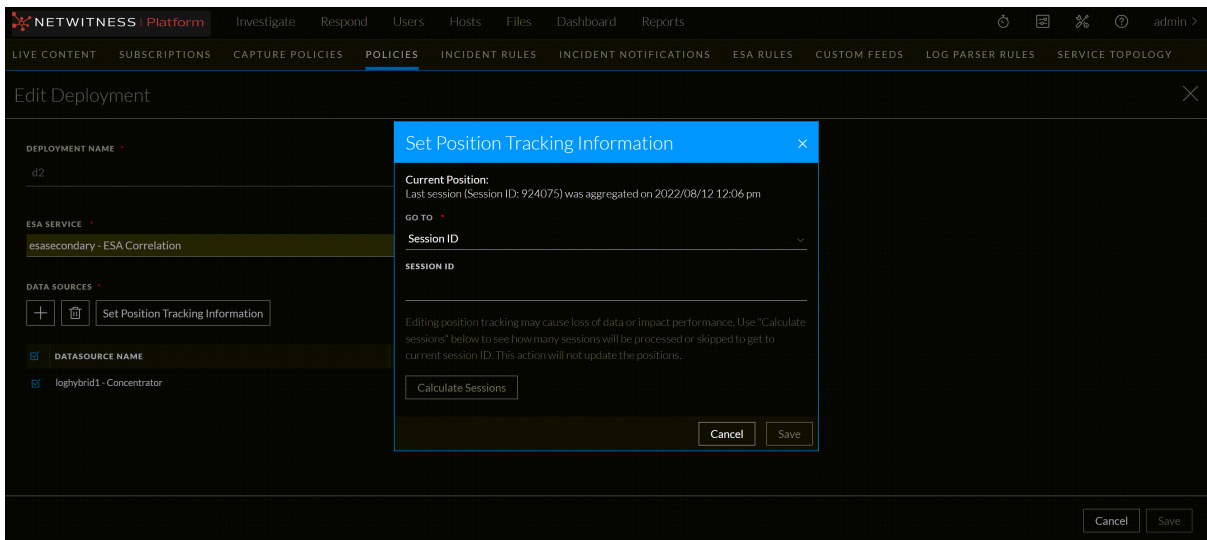 NETWITNESS Platform Investigate Respond Users Hosts Files Dashboard Reports admin >
LIVE CONTENT SUBSCRIPTIONS CAPTURE POLICIES POLICIES INCIDENT RULES INCIDENT NOTIFICATIONS ESA RULES CUSTOM FEEDS LOG PARSER RULES SERVICE TOPOLOGY
Edit Deployment
DEPLOYMENT NAME *
d2
ESA SERVICE *
esasecondary - ESA Correlation
DATA SOURCES *
Set Position Tracking Information
DATASOURCE NAME
loghybrid1 - Concentrator
Set Position Tracking Information
Current Position:
Last session (Session ID: 924075) was aggregated on 2022/08/12 12:06 pm
GO TO *
Session ID
SESSION ID
Editing position tracking may cause loss of data or impact performance. Use "Calculate
sessions" below to see how many sessions will be processed or skipped to get to
current session ID. This action will not update the positions.
Calculate Sessions
Cancel Save
Cancel Save